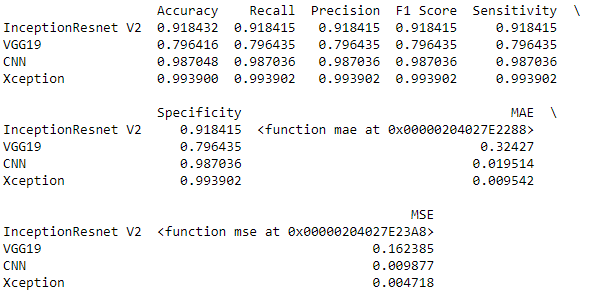 Accuracy Recall Precision F1 Score Sensitivity \
InceptionResnet V2 0.918432 0.918415 0.918415 0.918415 0.918415
VGG19 0.796416 0.796435 0.796435 0.796435 0.796435
CNN 0.987048 0.987036 0.987036 0.987036 0.987036
Xception 0.993900 0.993902 0.993902 0.993902 0.993902
Specificity MAE \
InceptionResnet V2 0.918415 <function mae at 0x00000204027E2288>
VGG19 0.796435 0.32427
CNN 0.987036 0.019514
Xception 0.993902 0.009542
MSE
InceptionResnet V2 <function mse at 0x00000204027E23A8>
VGG19 0.162385
CNN 0.009877
Xception 0.004718